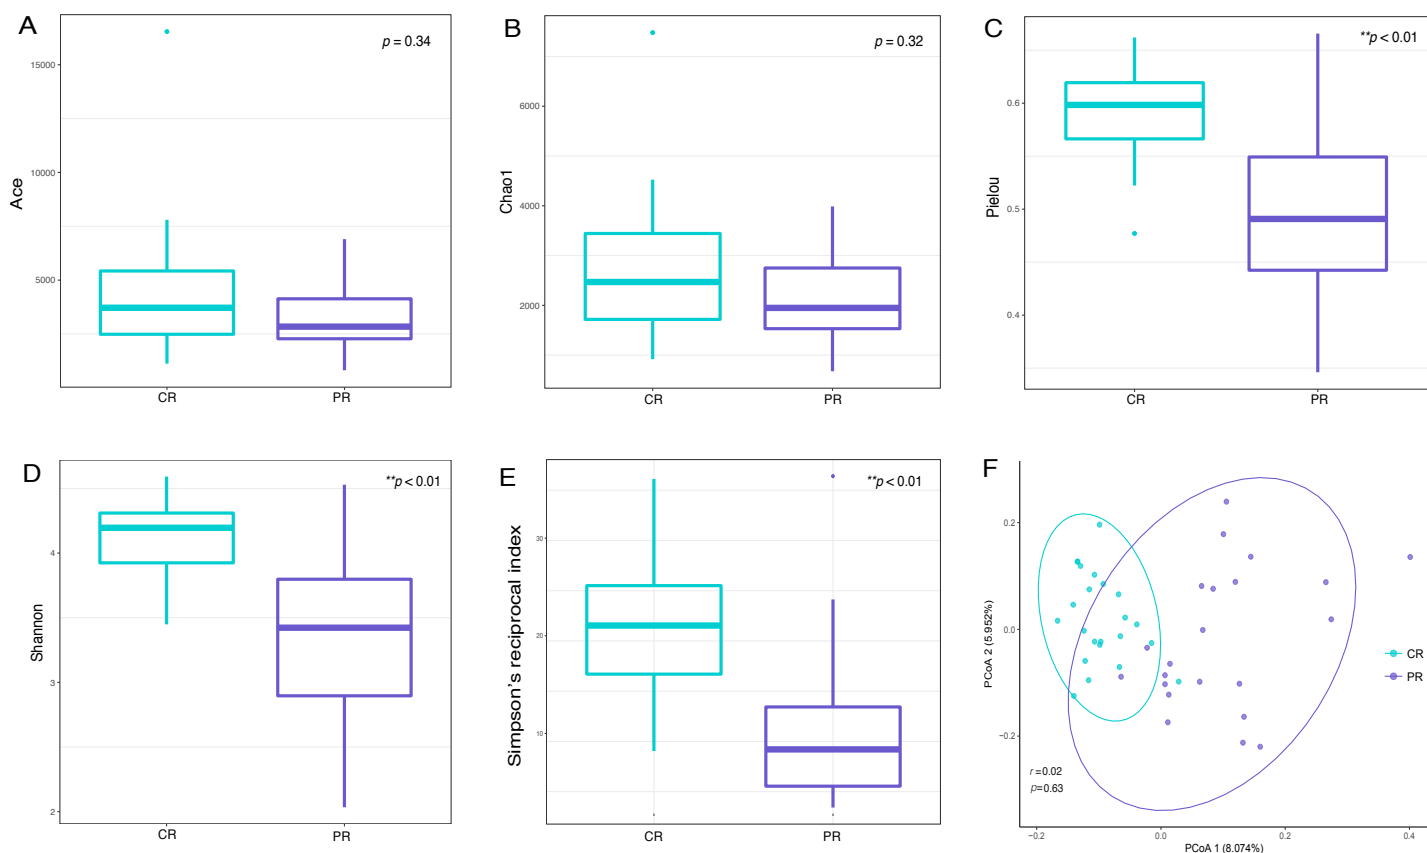 A
p = 0.34
15000
10000
5000
Ace
CR
PR
B
p = 0.32
6000
4000
2000
Chao1
CR
PR
C
**p < 0.01
0.6
0.5
0.4
Pielou
CR
PR
D
**p < 0.01
4
3
2
Shannon
CR
PR
E
**p < 0.01
30
20
10
Simpson's reciprocal index
CR
PR
F
0.2
0.0
−0.2
PCoA 2 (5.952%)
r=0.02
p=0.63
−0.2
0.0
0.2
0.4
PCoA 1 (8.074%)
CR
PR